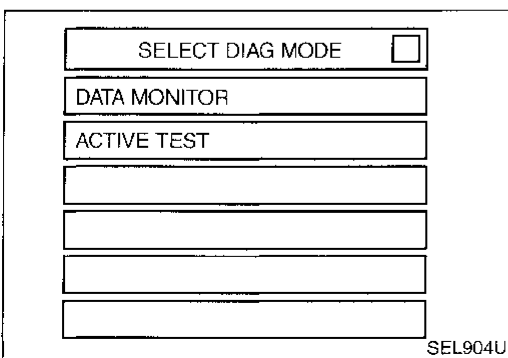 SELECT DIAG MODE
DATA MONITOR
ACTIVE TEST
SEL904U